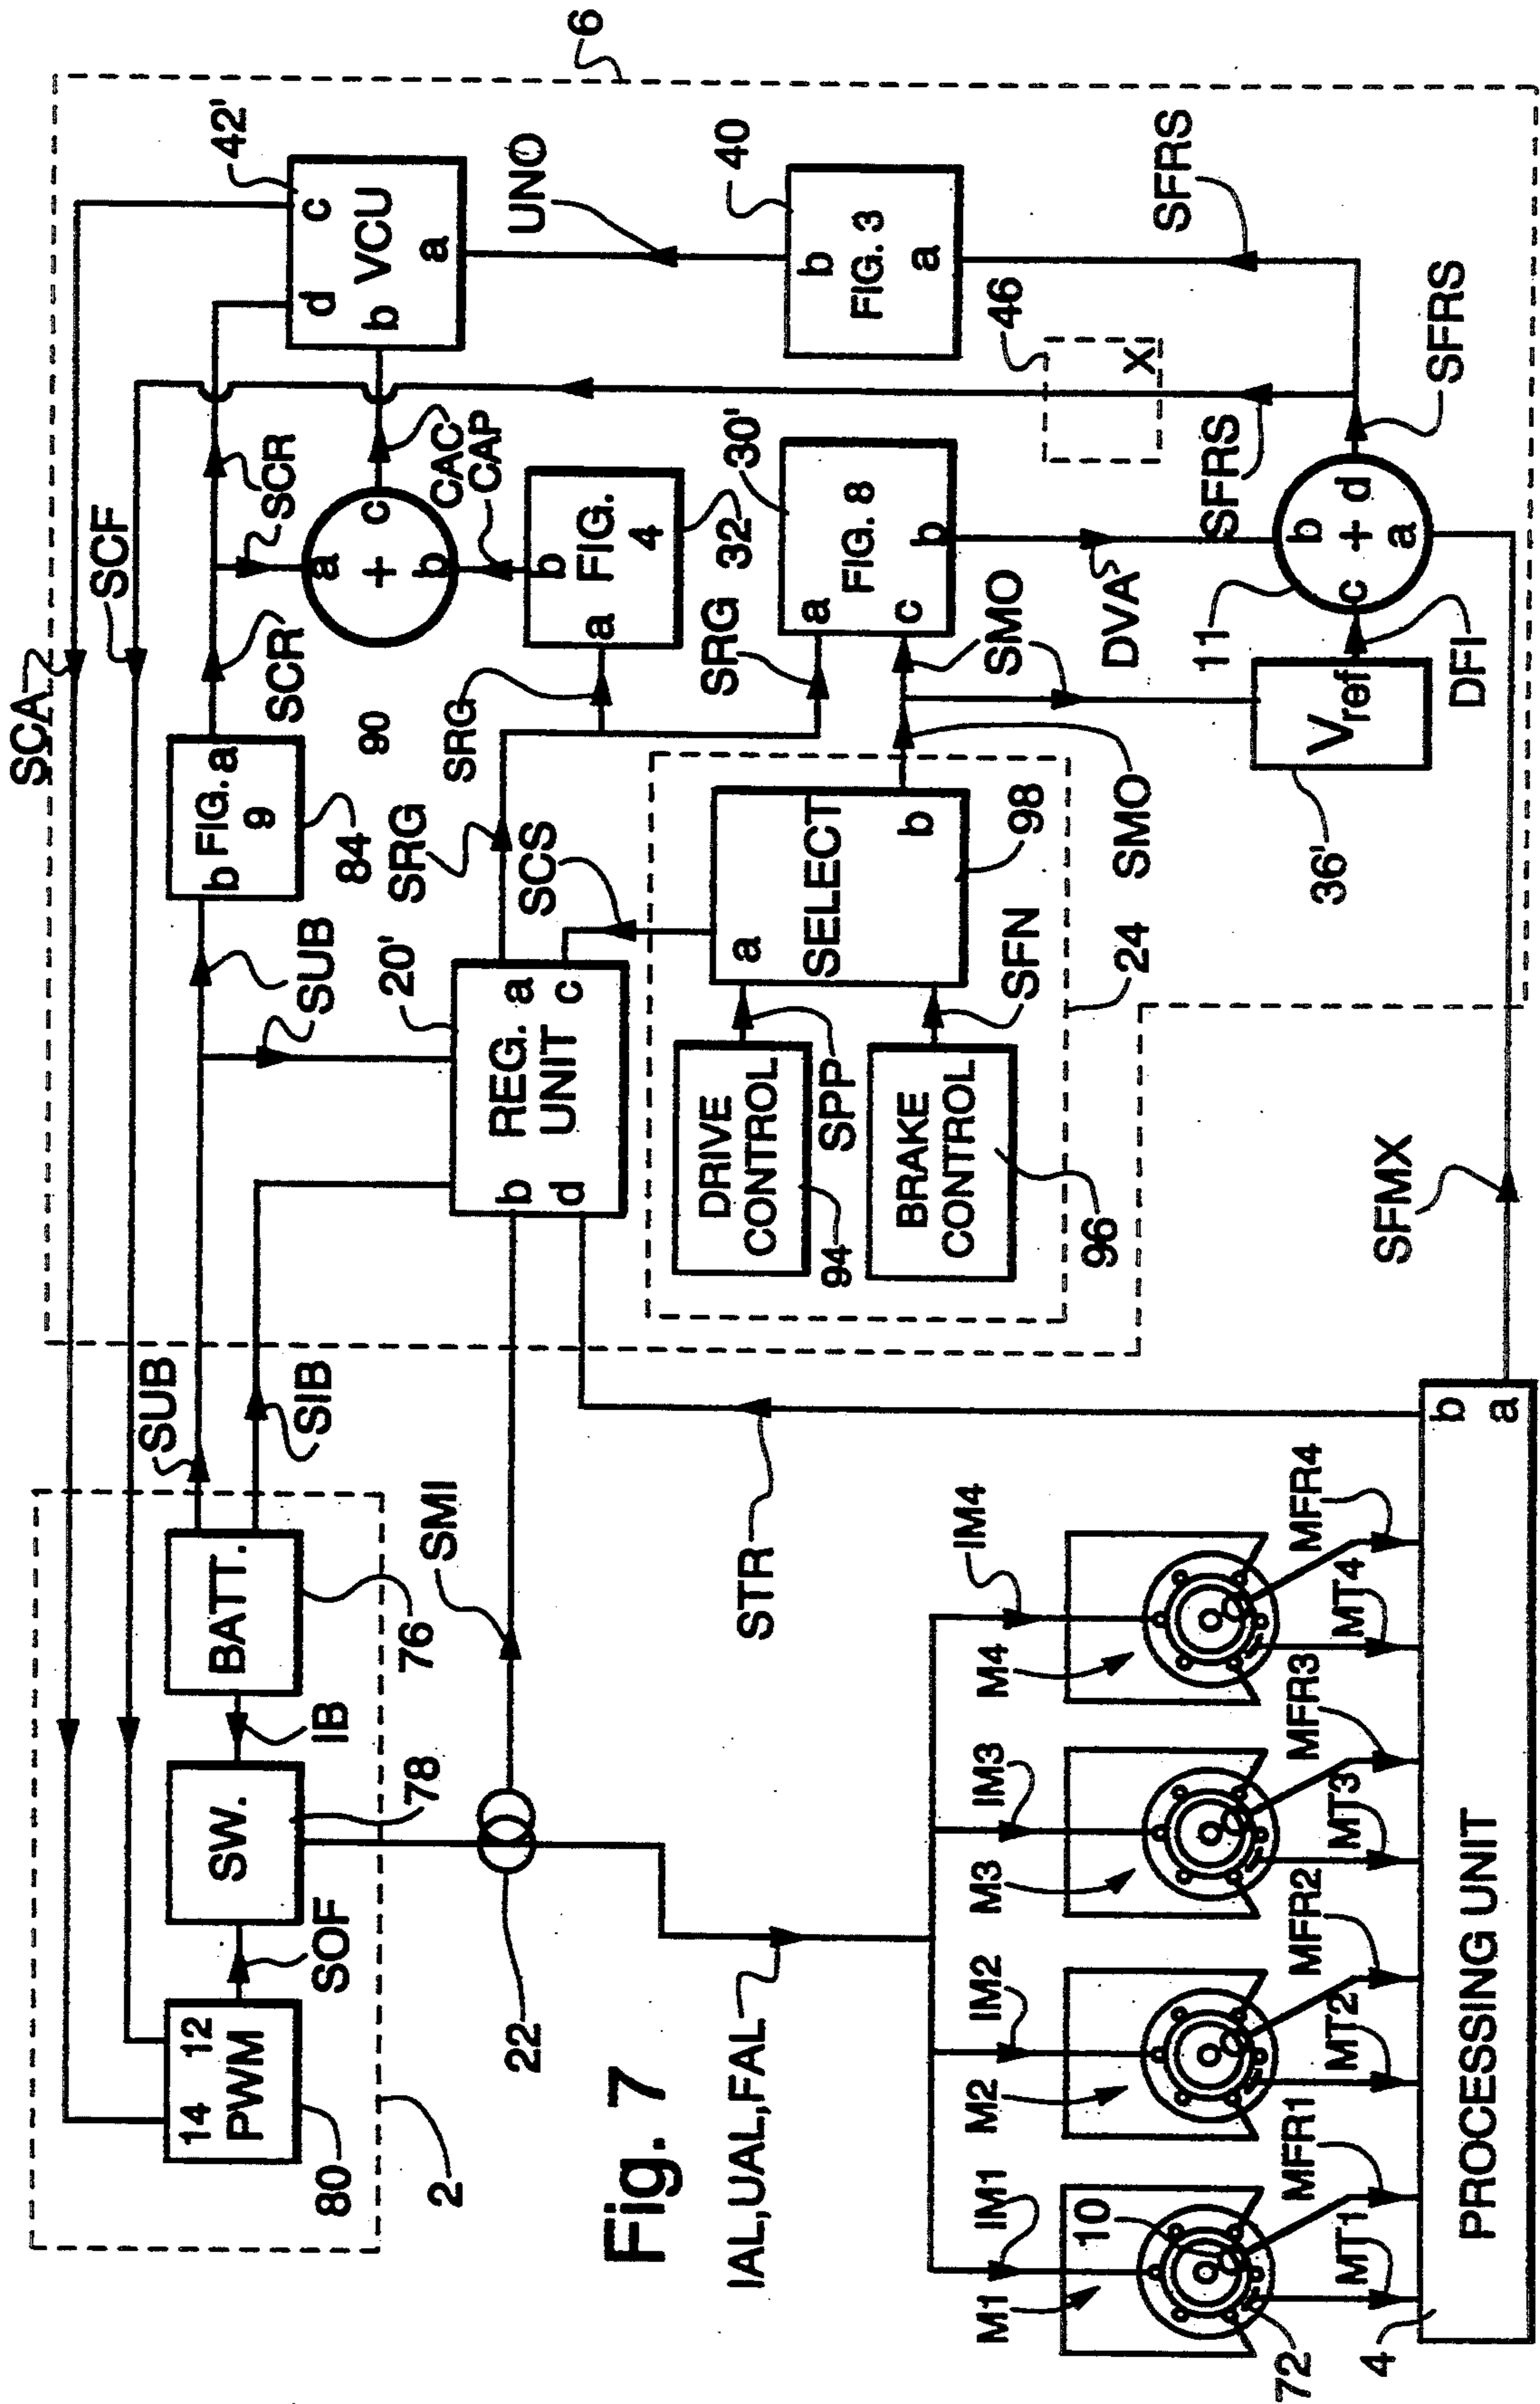 6
SCA
SCF
42'
c
d VCU
b a
UNO
40
b
FIG. 3
a
SFRS
SCR
SCR
a
+ c
b
CAC
CAP
90
46
X
SFRS
SFRS
b FIG. a
9
84
b
FIG.
4
a
32
30'
a
FIG. 8
c b
SRG
SRG
SRG
SMO
DVA
11
b
c + d
a
DFI
Vref
36'
SUB
SUB
SIB
SUB
20'
REG. a
UNIT c
b
d
SCS
a
SELECT
b
98
SMO
DRIVE
CONTROL
94
SPP
BRAKE
CONTROL
96
SFN
24
SFMX
BATT.
76
IB
SW.
78
SOF
14 12
PWM
80
2
SMI
22
STR
Fig. 7
IAL,UAL,FAL
IM1
IM2
IM3
IM4
M1
M2
M3
M4
10
72
MT1
MFR1
MT2
MFR2
MT3
MFR3
MT4
MFR4
4
PROCESSING UNIT
b
a